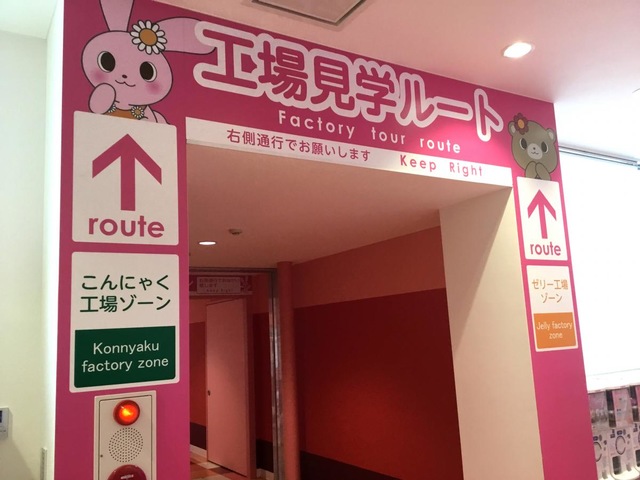 工場見学ルート
Factory tour route
右側通行でお願いします Keep Right
route
こんにゃく
工場ゾーン
Konnyaku
factory zone
route
ゼリー工場
ゾーン
Jelly factory
zone